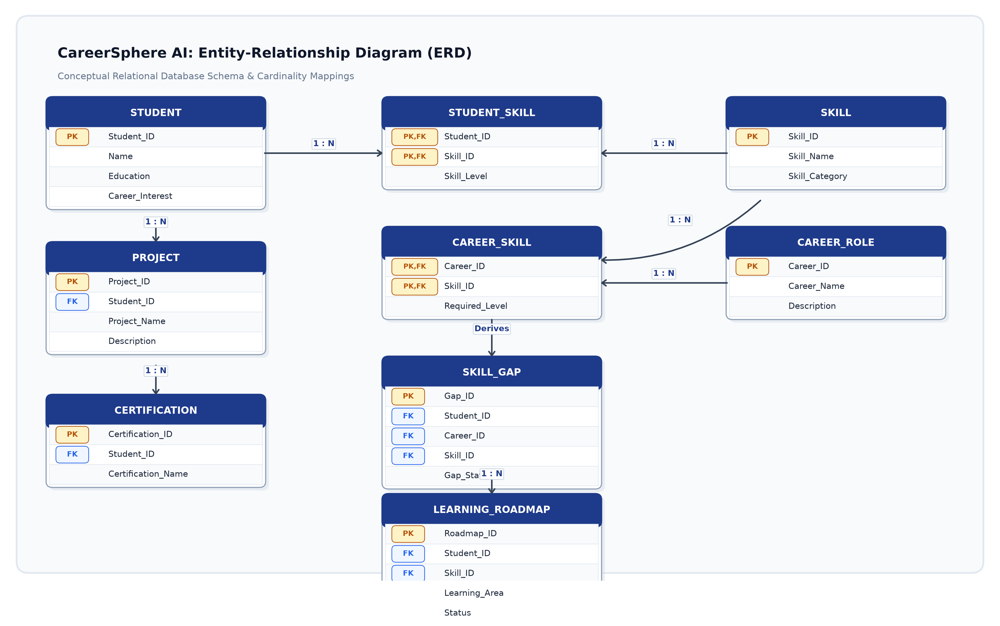 CareerSphere AI: Entity-Relationship Diagram (ERD)
Conceptual Relational Database Schema & Cardinality Mappings
STUDENT
PK Student_ID
Name
Education
Career_Interest
1 : N
STUDENT_SKILL
PK,FK Student_ID
PK,FK Skill_ID
Skill_Level
1 : N
SKILL
PK Skill_ID
Skill_Name
Skill_Category
1 : N
PROJECT
PK Project_ID
FK Student_ID
Project_Name
Description
1 : N
CAREER_SKILL
PK,FK Career_ID
PK,FK Skill_ID
Required_Level
1 : N
CAREER_ROLE
PK Career_ID
Career_Name
Description
1 : N
CERTIFICATION
PK Certification_ID
FK Student_ID
Certification_Name
Derives
SKILL_GAP
PK Gap_ID
FK Student_ID
FK Career_ID
FK Skill_ID
1 : N
LEARNING_ROADMAP
PK Roadmap_ID
FK Student_ID
FK Skill_ID
Learning_Area
Status